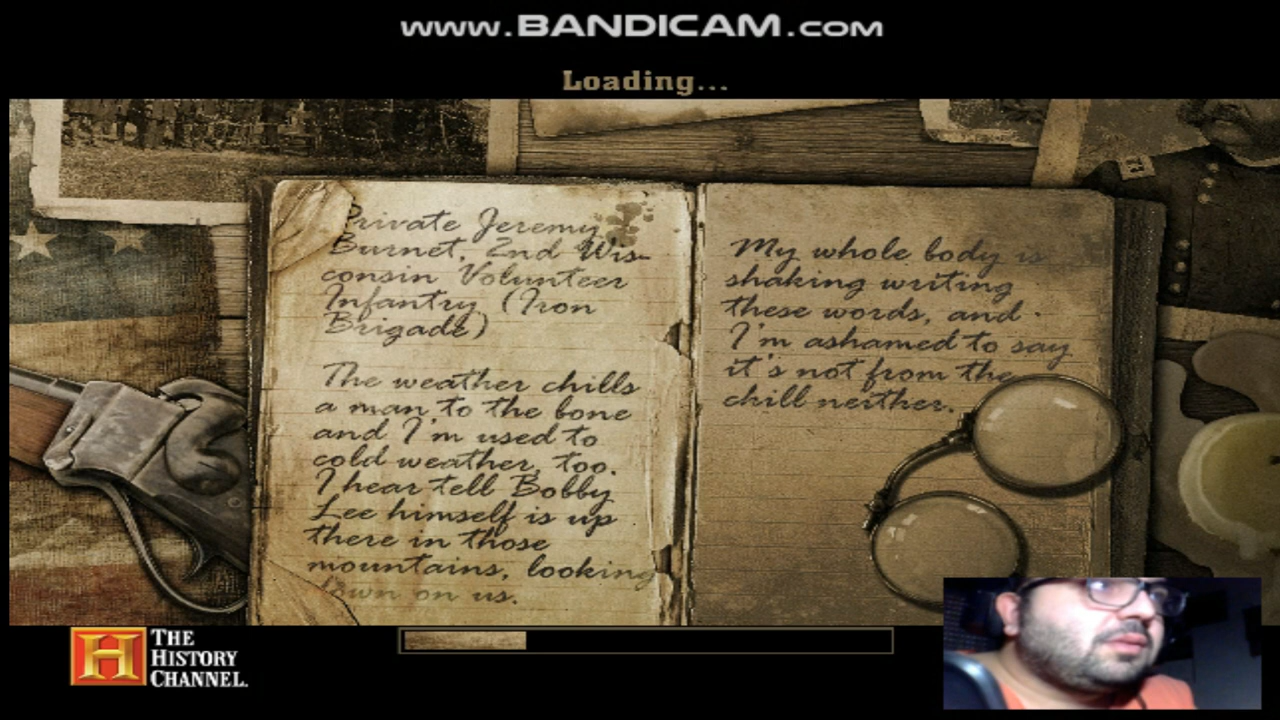 www.BANDICAM.com
Loading...
Private Jeremy
Burnet, 2nd Wis-
consin Volunteer
Infantry (Iron
Brigade)
The weather chills
a man to the bone
and I'm used to
cold weather, too.
I hear tell Bobby
Lee himself is up
there in those
mountains, looking
down on us.
My whole body is
shaking writing
these words, and
I'm ashamed to say
it's not from the
chill neither.
H
THE
HISTORY
CHANNEL.